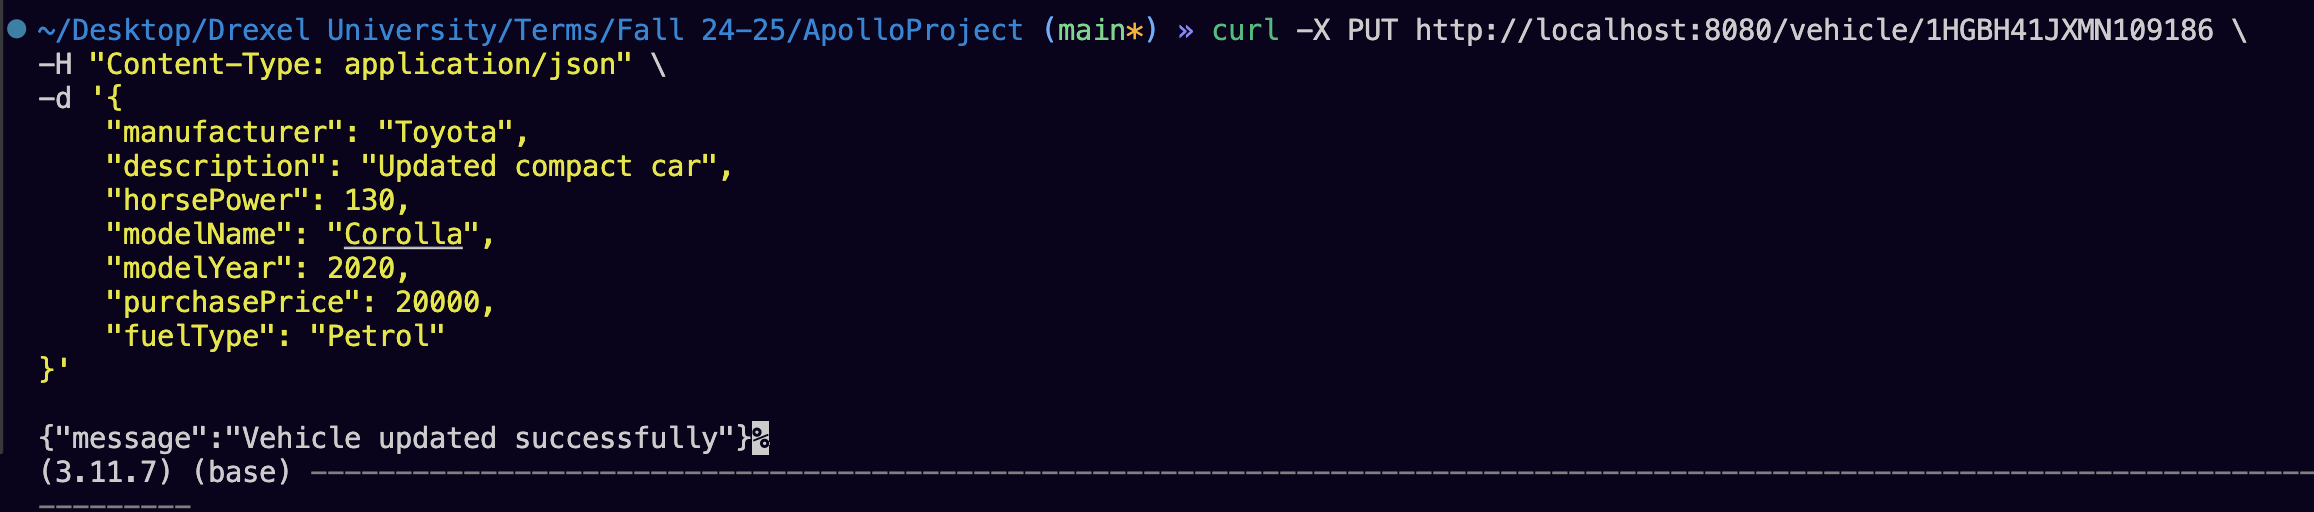 ~/Desktop/Drexel University/Terms/Fall 24-25/ApolloProject (main*) » curl -X PUT http://localhost:8080/vehicle/1HGBH41JXMN109186 \
-H "Content-Type: application/json" \
-d '{
    "manufacturer": "Toyota",
    "description": "Updated compact car",
    "horsePower": 130,
    "modelName": "Corolla",
    "modelYear": 2020,
    "purchasePrice": 20000,
    "fuelType": "Petrol"
}'
{"message":"Vehicle updated successfully"}%
(3.11.7) (base) ----------------------------------------------------------------------------------------------------------------------
---------